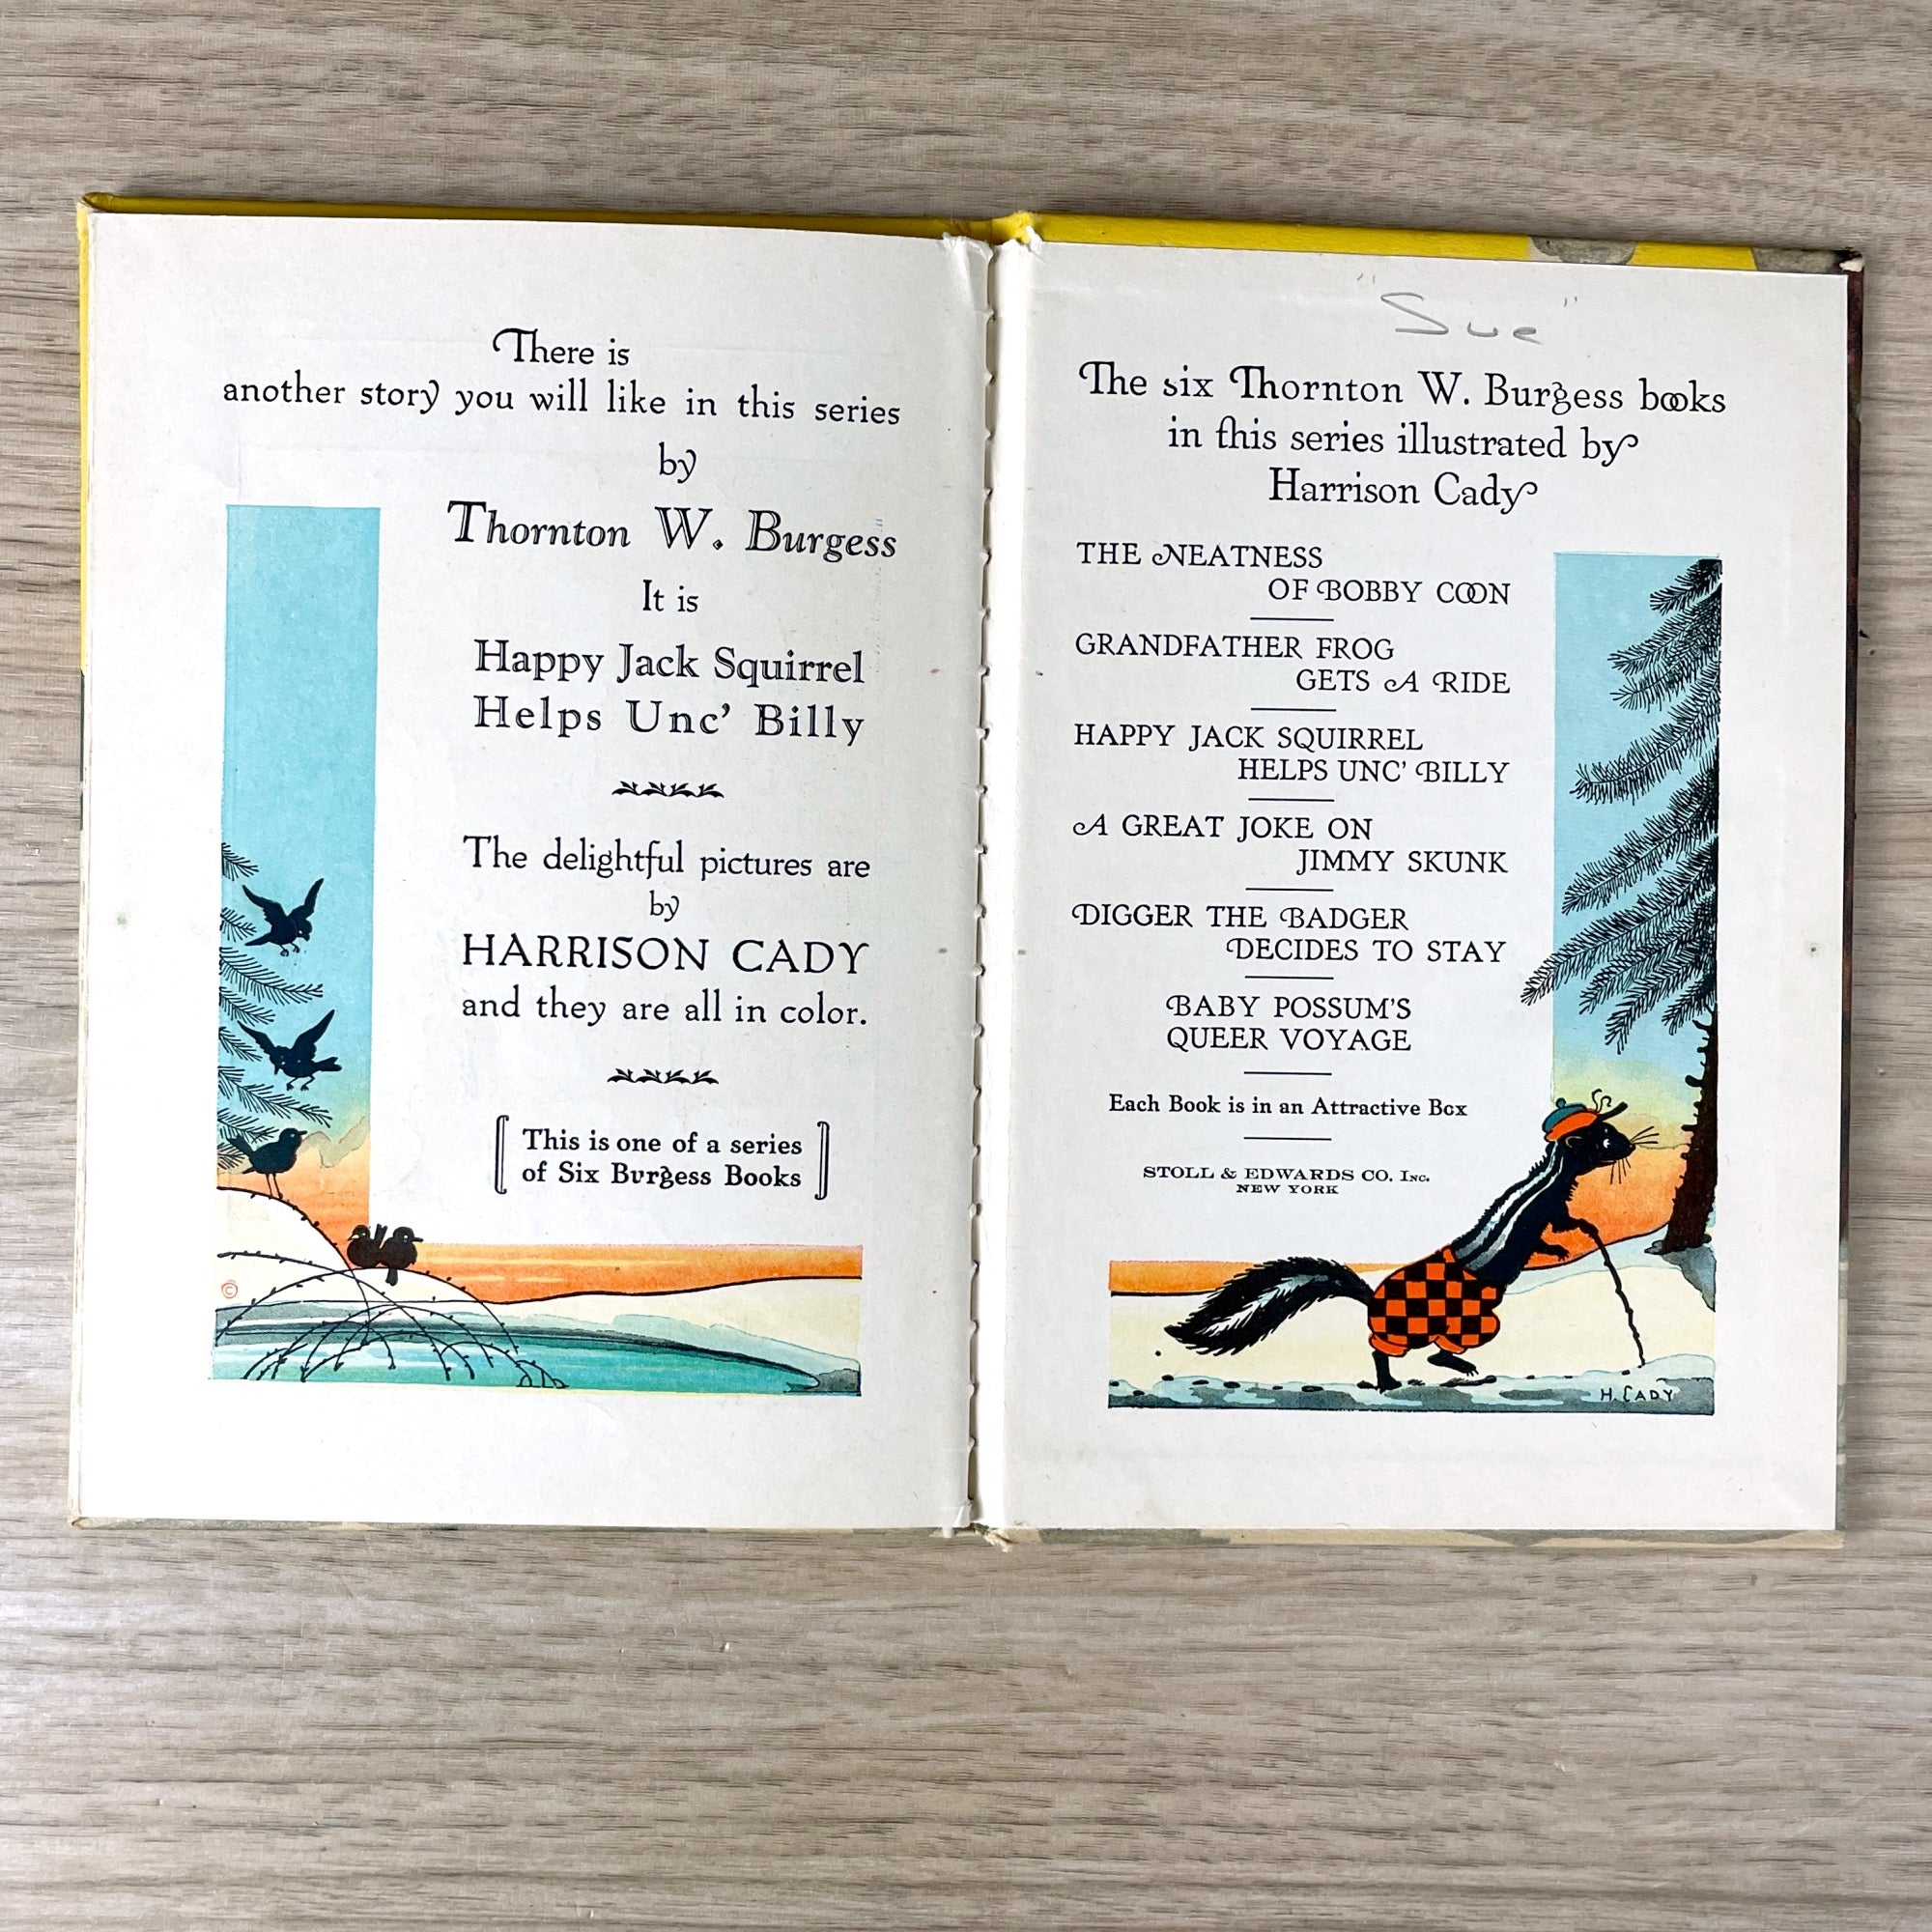 There is
another story you will like in this series
by
Thornton W. Burgess
It is
Happy Jack Squirrel
Helps Unc' Billy
The delightful pictures are
by
HARRISON CADY
and they are all in color.
This is one of a series
of Six Burgess Books
©
"Sue"
The six Thornton W. Burgess books
in this series illustrated by
Harrison Cady
THE NEATNESS
OF BOBBY COON
GRANDFATHER FROG
GETS A RIDE
HAPPY JACK SQUIRREL
HELPS UNC' BILLY
A GREAT JOKE ON
JIMMY SKUNK
DIGGER THE BADGER
DECIDES TO STAY
BABY POSSUM'S
QUEER VOYAGE
Each Book is in an Attractive Box
STOLL & EDWARDS CO. Inc.
NEW YORK
H. CADY